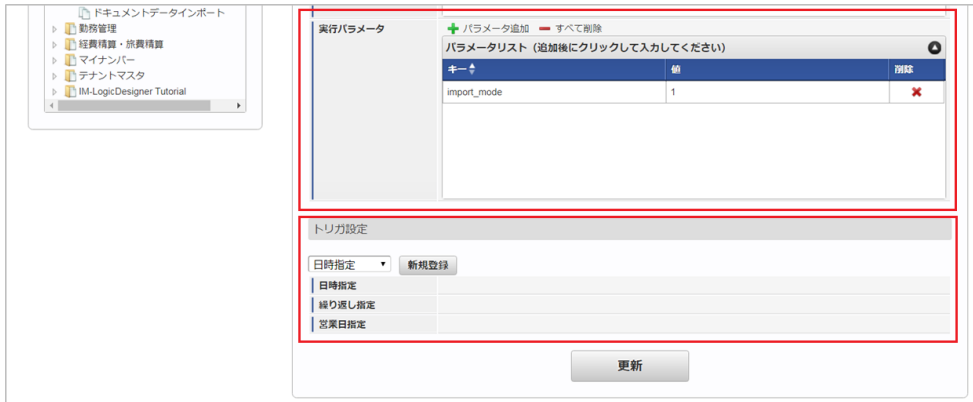 ドキュメントデータインポート
勤務管理
経費精算・旅費精算
マイナンバー
テナントマスタ
IM-LogicDesigner Tutorial
実行パラメータ
パラメータ追加 すべて削除
パラメータリスト（追加後にクリックして入力してください）
キー 値 削除
import_mode 1
トリガ設定
日時指定 新規登録
日時指定
繰り返し指定
営業日指定
更新